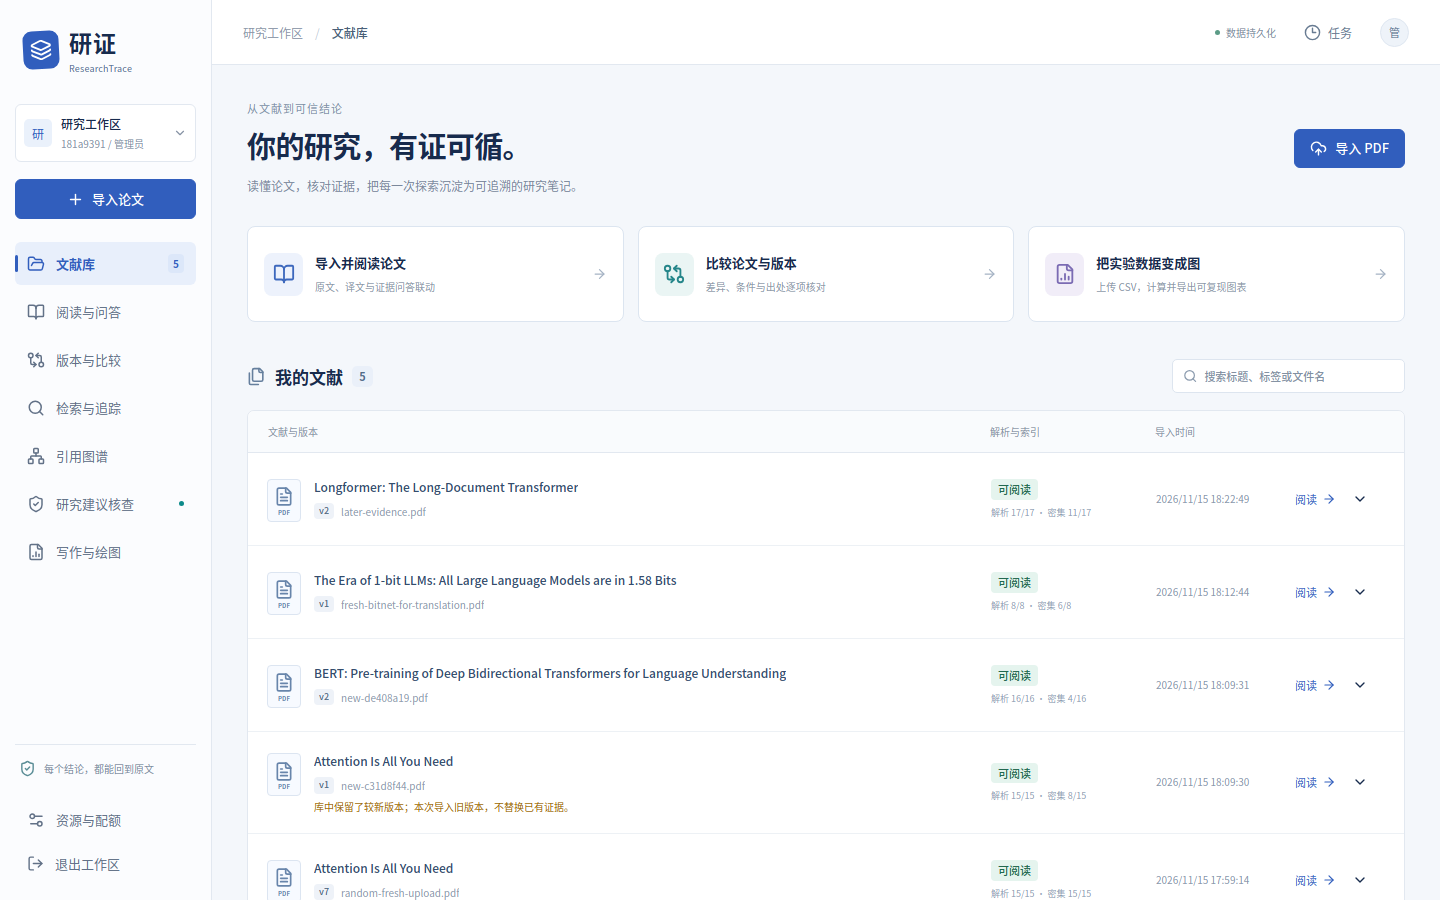 研证
ResearchTrace
研
研究工作区
181a9391 / 管理员
导入论文
文献库
5
阅读与问答
版本与比较
检索与追踪
引用图谱
研究建议核查
写作与绘图
每个结论，都能回到原文
资源与配额
退出工作区
研究工作区 / 文献库
数据持久化
任务
管
从文献到可信结论
你的研究，有证可循。
读懂论文，核对证据，把每一次探索沉淀为可追溯的研究笔记。
导入 PDF
导入并阅读论文
原文、译文与证据问答联动
比较论文与版本
差异、条件与出处逐项核对
把实验数据变成图
上传 CSV，计算并导出可复现图表
我的文献 5
搜索标题、标签或文件名
文献与版本
解析与索引
导入时间
PDF
Longformer: The Long-Document Transformer
v2 later-evidence.pdf
可阅读
解析 17/17 · 密集 11/17
2026/11/15 18:22:49
阅读
PDF
The Era of 1-bit LLMs: All Large Language Models are in 1.58 Bits
v1 fresh-bitnet-for-translation.pdf
可阅读
解析 8/8 · 密集 6/8
2026/11/15 18:12:44
阅读
PDF
BERT: Pre-training of Deep Bidirectional Transformers for Language Understanding
v2 new-de408a19.pdf
可阅读
解析 16/16 · 密集 4/16
2026/11/15 18:09:31
阅读
PDF
Attention Is All You Need
v1 new-c31d8f44.pdf
库中保留了较新版本；本次导入旧版本，不替换已有证据。
可阅读
解析 15/15 · 密集 8/15
2026/11/15 18:09:30
阅读
PDF
Attention Is All You Need
v7 random-fresh-upload.pdf
可阅读
解析 15/15 · 密集 15/15
2026/11/15 17:59:14
阅读